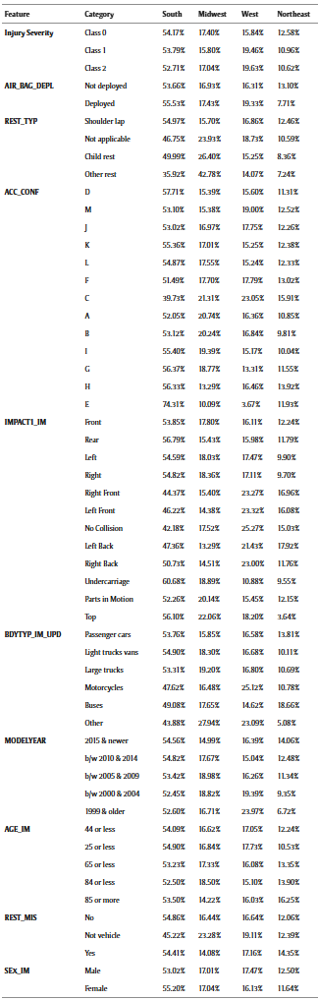 Feature Category South Midwest West Northeast
Injury Severity Class 0 54.17% 17.40% 15.84% 12.58%
Class 1 53.79% 15.80% 19.46% 10.96%
Class 2 52.71% 17.04% 19.63% 10.62%
AIR_BAG_DEPL Not deployed 53.66% 16.93% 16.31% 13.10%
Deployed 55.53% 17.43% 19.33% 7.71%
REST_TYP Shoulder lap 54.97% 15.70% 16.86% 12.46%
Not applicable 46.75% 23.93% 18.73% 10.59%
Child rest 49.99% 26.40% 15.25% 8.36%
Other rest 35.92% 42.78% 14.07% 7.24%
ACC_CONF D 57.71% 15.39% 15.60% 11.31%
M 53.10% 15.38% 19.00% 12.52%
J 53.02% 16.97% 17.75% 12.26%
K 55.36% 17.01% 15.25% 12.38%
L 54.87% 17.55% 15.24% 12.33%
F 51.49% 17.70% 17.79% 13.02%
C 39.73% 21.31% 23.05% 15.91%
A 52.05% 20.74% 16.36% 10.85%
B 53.12% 20.24% 16.84% 9.81%
I 55.40% 19.39% 15.17% 10.04%
G 56.37% 18.77% 13.31% 11.55%
H 56.33% 13.29% 16.46% 13.92%
E 74.31% 10.09% 3.67% 11.93%
IMPACT1_IM Front 53.85% 17.80% 16.11% 12.24%
Rear 56.79% 15.43% 15.98% 11.79%
Left 54.59% 18.03% 17.47% 9.90%
Right 54.82% 18.36% 17.11% 9.70%
Right Front 44.37% 15.40% 23.27% 16.96%
Left Front 46.22% 14.38% 23.32% 16.08%
No Collision 42.18% 17.52% 25.27% 15.03%
Left Back 47.36% 13.29% 21.43% 17.92%
Right Back 50.73% 14.51% 23.00% 11.76%
Undercarriage 60.68% 18.89% 10.88% 9.55%
Parts in Motion 52.26% 20.14% 15.45% 12.15%
Top 56.10% 22.06% 18.20% 3.64%
BDYTYP_IM_UPD Passenger cars 53.76% 15.85% 16.58% 13.81%
Light trucks vans 54.90% 18.30% 16.68% 10.11%
Large trucks 53.31% 19.20% 16.80% 10.69%
Motorcycles 47.62% 16.48% 25.12% 10.78%
Buses 49.08% 17.65% 14.62% 18.66%
Other 43.88% 27.94% 23.09% 5.08%
MODELYEAR 2015 & newer 54.56% 14.99% 16.39% 14.06%
b/w 2010 & 2014 54.82% 17.67% 15.04% 12.48%
b/w 2005 & 2009 53.42% 18.98% 16.26% 11.34%
b/w 2000 & 2004 52.45% 18.82% 19.39% 9.35%
1999 & older 52.60% 16.71% 23.97% 6.72%
AGE_IM 44 or less 54.09% 16.62% 17.05% 12.24%
25 or less 54.90% 16.84% 17.73% 10.53%
65 or less 53.23% 17.33% 16.08% 13.35%
84 or less 52.50% 18.50% 15.10% 13.90%
85 or more 53.50% 14.22% 16.03% 16.25%
REST_MIS No 54.86% 16.44% 16.64% 12.06%
Not vehicle 45.22% 23.28% 19.11% 12.39%
Yes 54.41% 14.08% 17.16% 14.35%
SEx_IM Male 53.02% 17.01% 17.47% 12.50%
Female 55.20% 17.04% 16.13% 11.64%